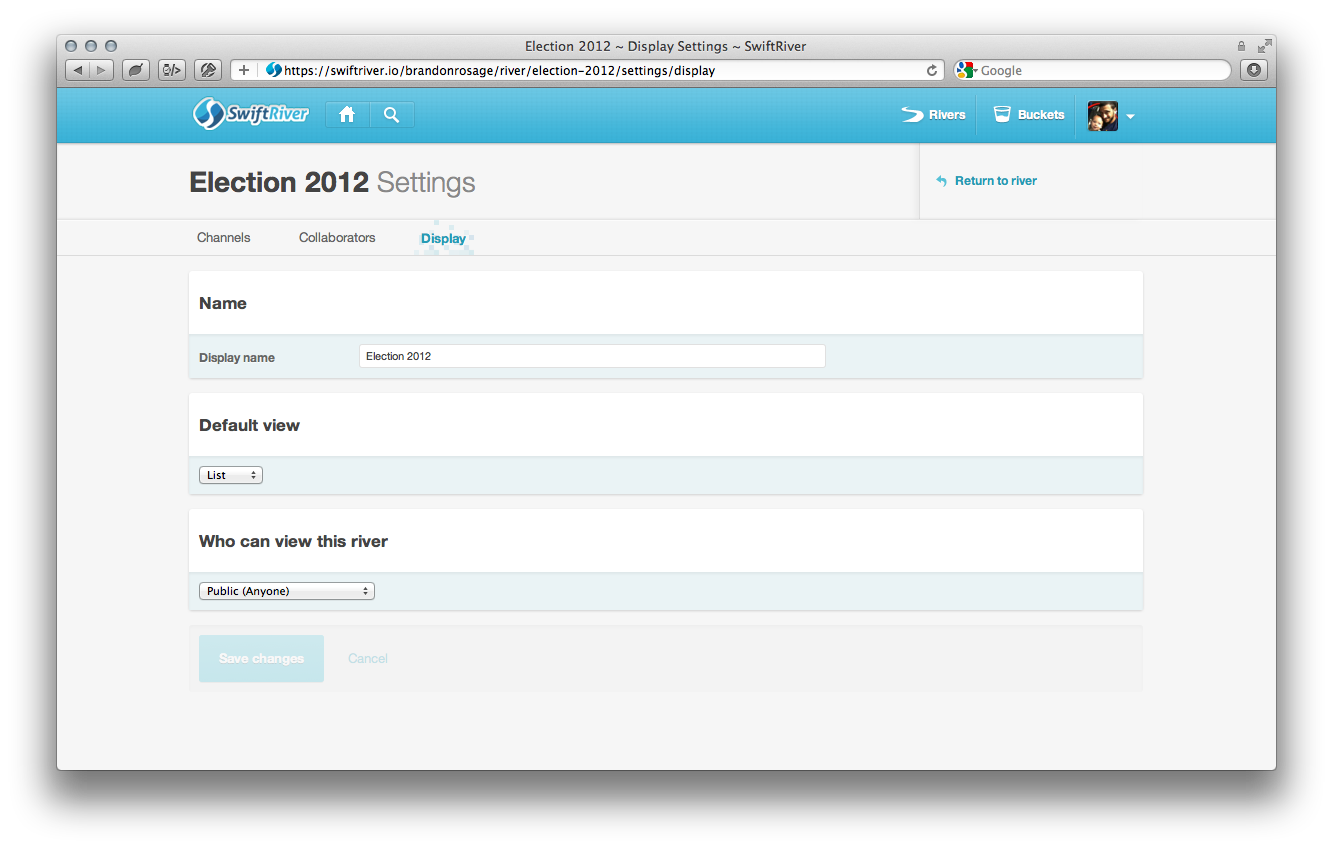 Election 2012 ~ Display Settings ~ SwiftRiver
https://swiftriver.io/brandonrosage/river/election-2012/settings/display
Google
SwiftRiver
Rivers
Buckets
Election 2012 Settings
Return to river
Channels
Collaborators
Display
Name
Display name
Election 2012
Default view
List
Who can view this river
Public (Anyone)
Save changes
Cancel